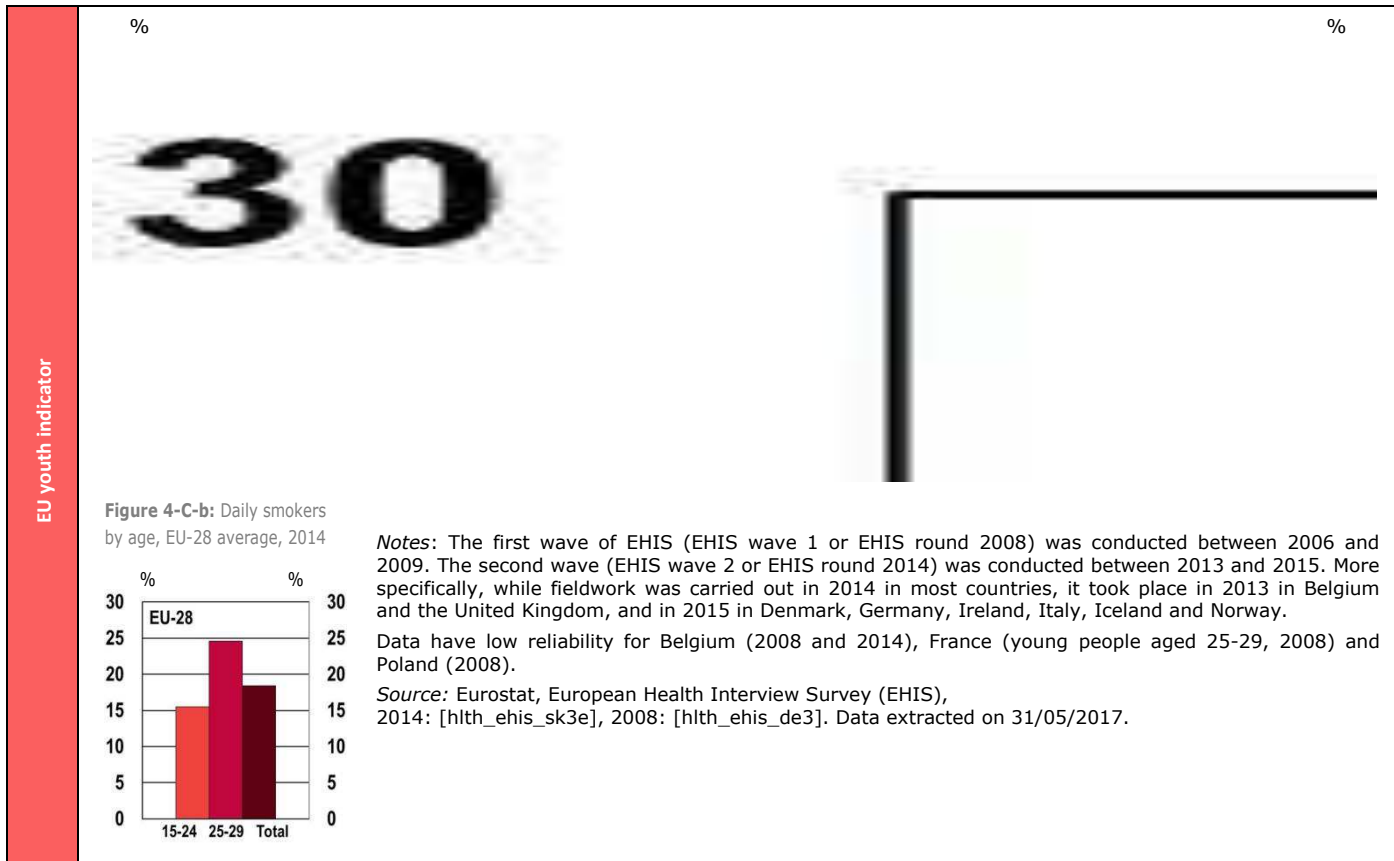 % %
30
EU youth indicator
Figure 4-C-b: Daily smokers
by age, EU-28 average, 2014
% %
30 30
EU-28
25 25
20 20
15 15
10 10
5 5
0 0
15-24 25-29 Total
Notes: The first wave of EHIS (EHIS wave 1 or EHIS round 2008) was conducted between 2006 and
2009. The second wave (EHIS wave 2 or EHIS round 2014) was conducted between 2013 and 2015. More
specifically, while fieldwork was carried out in 2014 in most countries, it took place in 2013 in Belgium
and the United Kingdom, and in 2015 in Denmark, Germany, Ireland, Italy, Iceland and Norway.
Data have low reliability for Belgium (2008 and 2014), France (young people aged 25-29, 2008) and
Poland (2008).
Source: Eurostat, European Health Interview Survey (EHIS),
2014: [hlth_ehis_sk3e], 2008: [hlth_ehis_de3]. Data extracted on 31/05/2017.